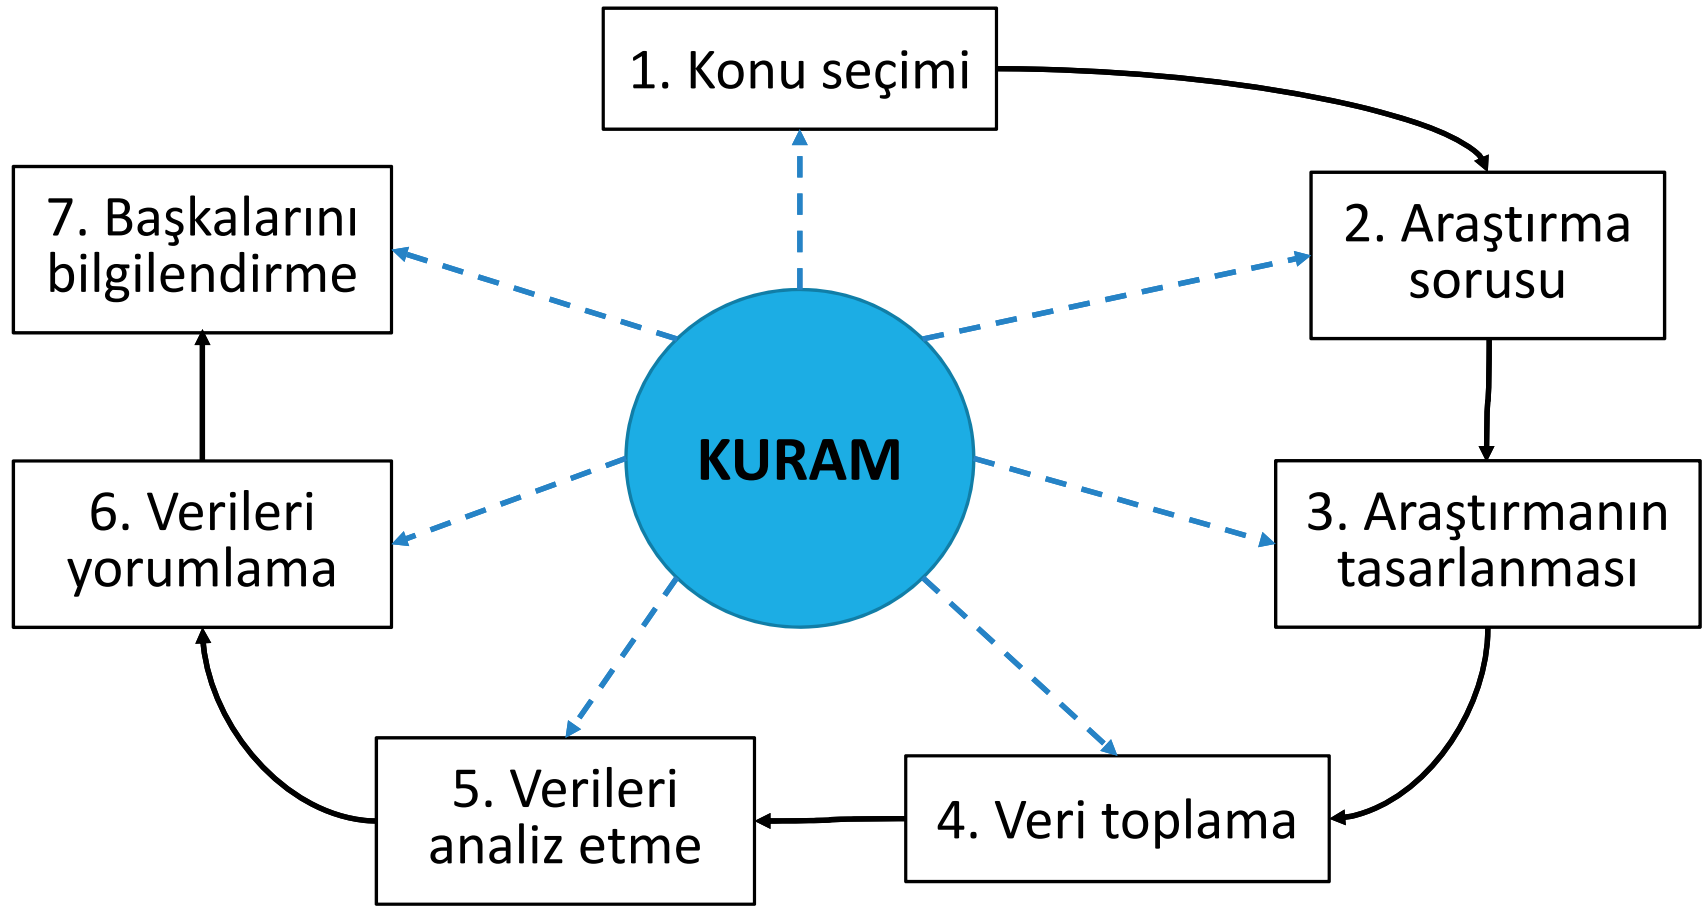 1. Konu seçimi
2. Araştırma
sorusu
3. Araştırmanın
tasarlanması
4. Veri toplama
5. Verileri
analiz etme
6. Verileri
yorumlama
7. Başkalarını
bilgilendirme
KURAM